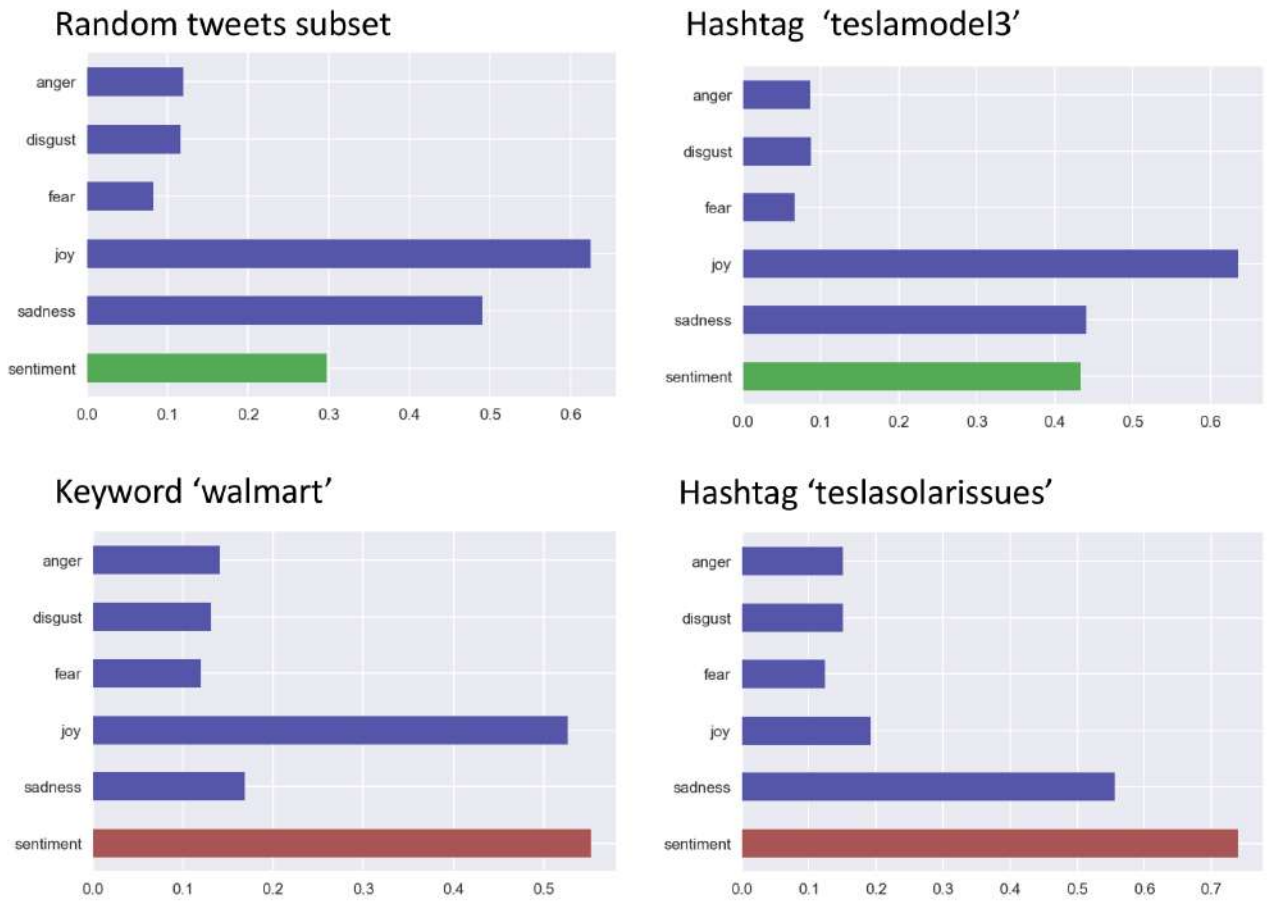 Random tweets subset
anger
disgust
fear
joy
sadness
sentiment
0.0 0.1 0.2 0.3 0.4 0.5 0.6
Hashtag ‘teslamodel3’
anger
disgust
fear
joy
sadness
sentiment
0.0 0.1 0.2 0.3 0.4 0.5 0.6
Keyword ‘walmart’
anger
disgust
fear
joy
sadness
sentiment
0.0 0.1 0.2 0.3 0.4 0.5
Hashtag ‘teslasolarissues’
anger
disgust
fear
joy
sadness
sentiment
0.0 0.1 0.2 0.3 0.4 0.5 0.6 0.7